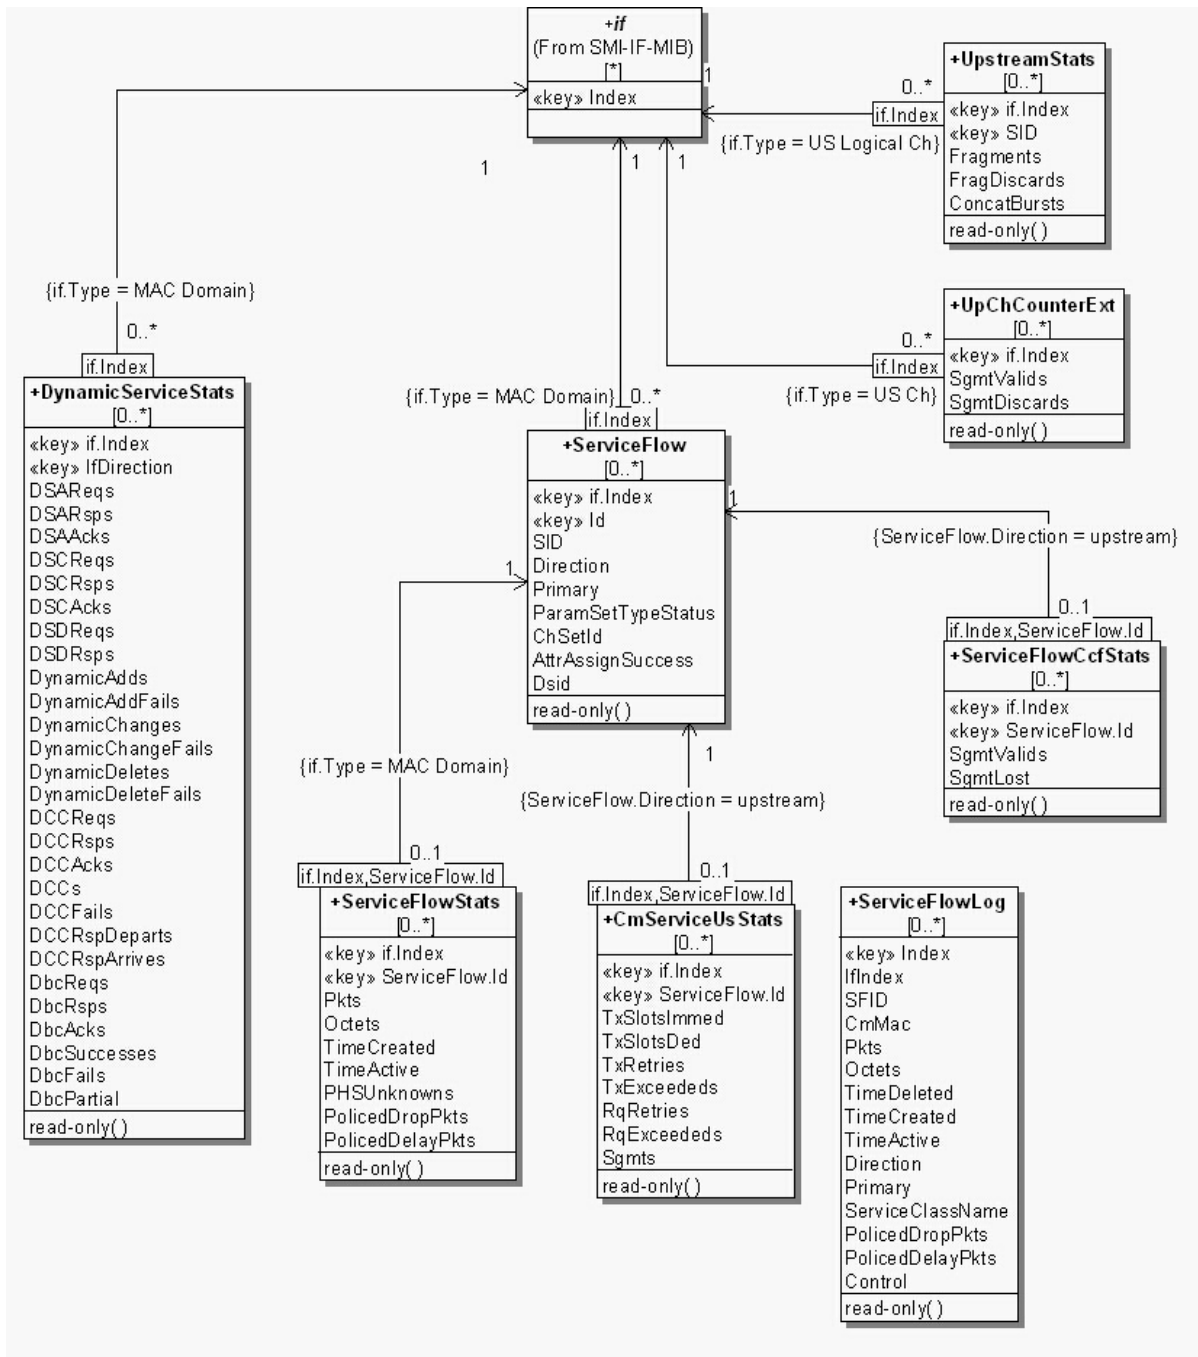 +if
(From SMI-IF-MIB)
[*]
«key» Index
1
0..*
if.Index
{if.Type = US Logical Ch}
+UpstreamStats
[0..*]
«key» if.Index
«key» SID
Fragments
FragDiscards
ConcatBursts
read-only( )
1
1
1
{if.Type = MAC Domain}
0..*
if.Index
+DynamicServiceStats
[0..*]
«key» if.Index
«key» IfDirection
DSAReqs
DSARsps
DSAAcks
DSCReqs
DSCRsps
DSCAcks
DSDReqs
DSDRsps
DynamicAdds
DynamicAddFails
DynamicChanges
DynamicChangeFails
DynamicDeletes
DynamicDeleteFails
DCCReqs
DCCRsps
DCCAcks
DCCs
DCCFails
DCCRspDeparts
DCCRspArrives
DbcReqs
DbcRsps
DbcAcks
DbcSuccesses
DbcFails
DbcPartial
read-only( )
0..*
if.Index
{if.Type = US Ch}
+UpChCounterExt
[0..*]
«key» if.Index
SgmtValids
SgmtDiscards
read-only( )
{if.Type = MAC Domain}
0..*
if.Index
+ServiceFlow
[0..*]
«key» if.Index
«key» Id
SID
Direction
Primary
ParamSetTypeStatus
ChSetId
AttrAssignSuccess
Dsid
read-only( )
1
{ServiceFlow.Direction = upstream}
0..1
if.Index,ServiceFlow.Id
+ServiceFlowCcfStats
[0..*]
«key» if.Index
«key» ServiceFlow.Id
SgmtValids
SgmtLost
read-only( )
1
{if.Type = MAC Domain}
0..1
if.Index,ServiceFlow.Id
+ServiceFlowStats
[0..*]
«key» if.Index
«key» ServiceFlow.Id
Pkts
Octets
TimeCreated
TimeActive
PHSUnknowns
PolicedDropPkts
PolicedDelayPkts
read-only( )
1
{ServiceFlow.Direction = upstream}
0..1
if.Index,ServiceFlow.Id
+CmServiceUsStats
[0..*]
«key» if.Index
«key» ServiceFlow.Id
TxSlotsImmed
TxSlotsDed
TxRetries
TxExceededs
RqRetries
RqExceededs
Sgmts
read-only( )
+ServiceFlowLog
[0..*]
«key» Index
IfIndex
SFID
CmMac
Pkts
Octets
TimeDeleted
TimeCreated
TimeActive
Direction
Primary
ServiceClassName
PolicedDropPkts
PolicedDelayPkts
Control
read-only( )